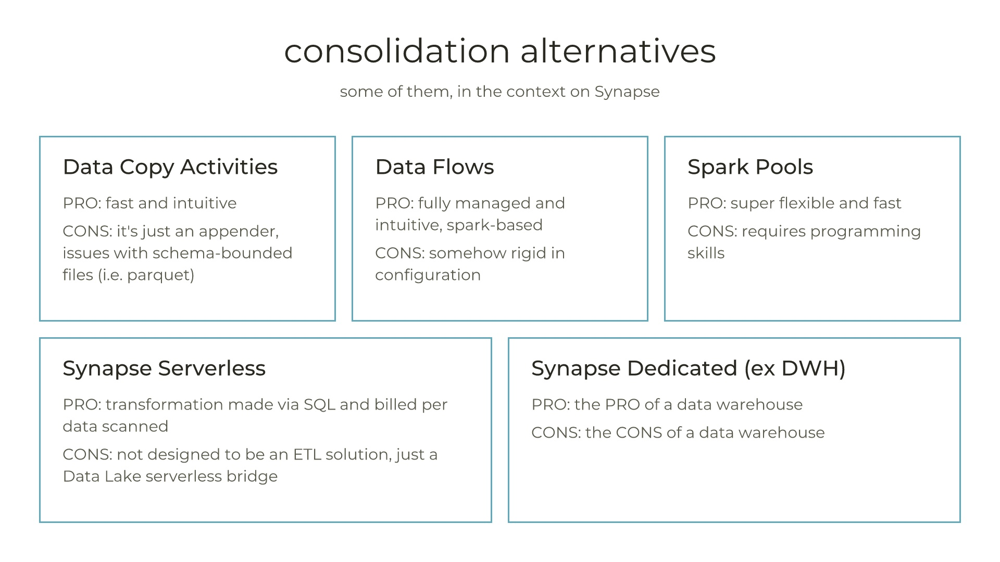 consolidation alternatives
some of them, in the context on Synapse
Data Copy Activities
PRO: fast and intuitive
CONS: it's just an appender,
issues with schema-bounded
files (i.e. parquet)
Data Flows
PRO: fully managed and
intuitive, spark-based
CONS: somehow rigid in
configuration
Spark Pools
PRO: super flexible and fast
CONS: requires programming
skills
Synapse Serverless
PRO: transformation made via SQL and billed per
data scanned
CONS: not designed to be an ETL solution, just a
Data Lake serverless bridge
Synapse Dedicated (ex DWH)
PRO: the PRO of a data warehouse
CONS: the CONS of a data warehouse